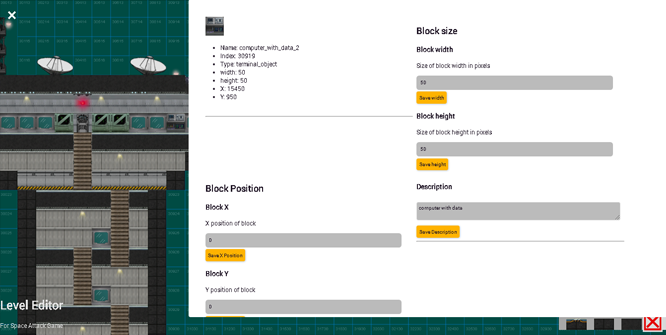 ×
Name: computer_with_data_2
Index: 30919
Type: terminal_object
width: 50
height: 50
X: 15450
Y: 950
Block Position
Block X
X position of block
0
Save X Position
Block Y
Y position of block
0
Block size
Block width
Size of block width in pixels
50
Save width
Block height
Size of block height in pixels
50
Save height
Description
computer with data
Save Description
Level Editor
For Space Attack Game